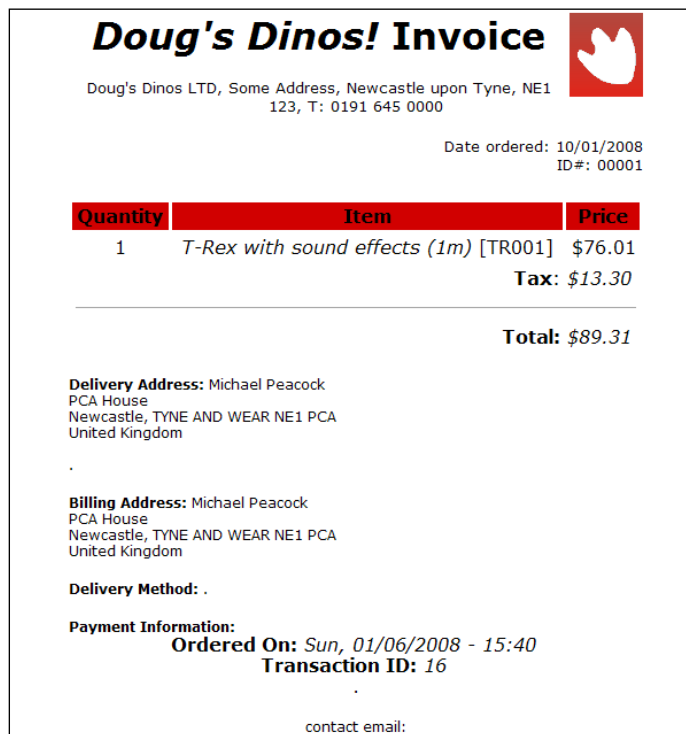 Doug's Dinos! Invoice
Doug's Dinos LTD, Some Address, Newcastle upon Tyne, NE1
123, T: 0191 645 0000
Date ordered: 10/01/2008
ID#: 00001
Quantity Item Price
1 T-Rex with sound effects (1m) [TR001] $76.01
Tax: $13.30
Total: $89.31
Delivery Address: Michael Peacock
PCA House
Newcastle, TYNE AND WEAR NE1 PCA
United Kingdom
.
Billing Address: Michael Peacock
PCA House
Newcastle, TYNE AND WEAR NE1 PCA
United Kingdom
Delivery Method: .
Payment Information:
Ordered On: Sun, 01/06/2008 - 15:40
Transaction ID: 16
.
contact email: